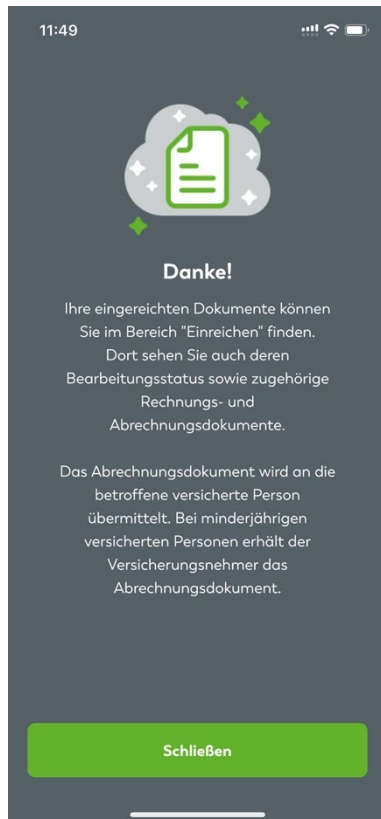 11:49
Danke!
Ihre eingereichten Dokumente können
Sie im Bereich "Einreichen" finden.
Dort sehen Sie auch deren
Bearbeitungsstatus sowie zugehörige
Rechnungs- und
Abrechnungsdokumente.
Das Abrechnungsdokument wird an die
betroffene versicherte Person
übermittelt. Bei minderjährigen
versicherten Personen erhält der
Versicherungsnehmer das
Abrechnungsdokument.
Schließen